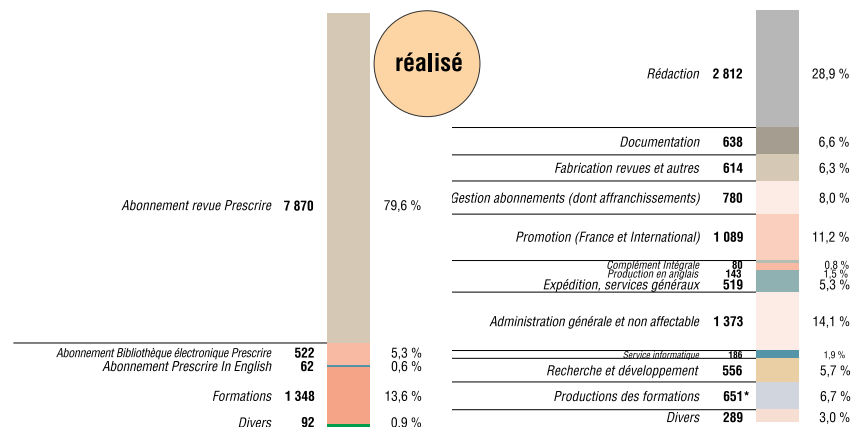 réalisé
Abonnement revue Prescrire 7 870 79,6 %
Abonnement Bibliothèque électronique Prescrire 522 5,3 %
Abonnement Prescrire In English 62 0,6 %
Formations 1 348 13,6 %
Divers 92 0,9 %
Rédaction 2 812 28,9 %
Documentation 638 6,6 %
Fabrication revues et autres 614 6,3 %
Gestion abonnements (dont affranchissements) 780 8,0 %
Promotion (France et International) 1 089 11,2 %
Complément Intégrale 80 0,8 %
Production en anglais 143 1,5 %
Expédition, services généraux 519 5,3 %
Administration générale et non affectable 1 373 14,1 %
Service informatique 186 1,9 %
Recherche et développement 556 5,7 %
Productions des formations 651* 6,7 %
Divers 289 3,0 %